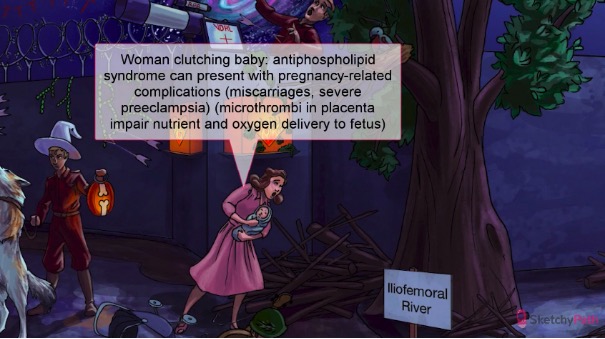 VDRL
Woman clutching baby: antiphospholipid
syndrome can present with pregnancy-related
complications (miscarriages, severe
preeclampsia) (microthrombi in placenta
impair nutrient and oxygen delivery to fetus)
Iliofemoral
River
SketchyPath